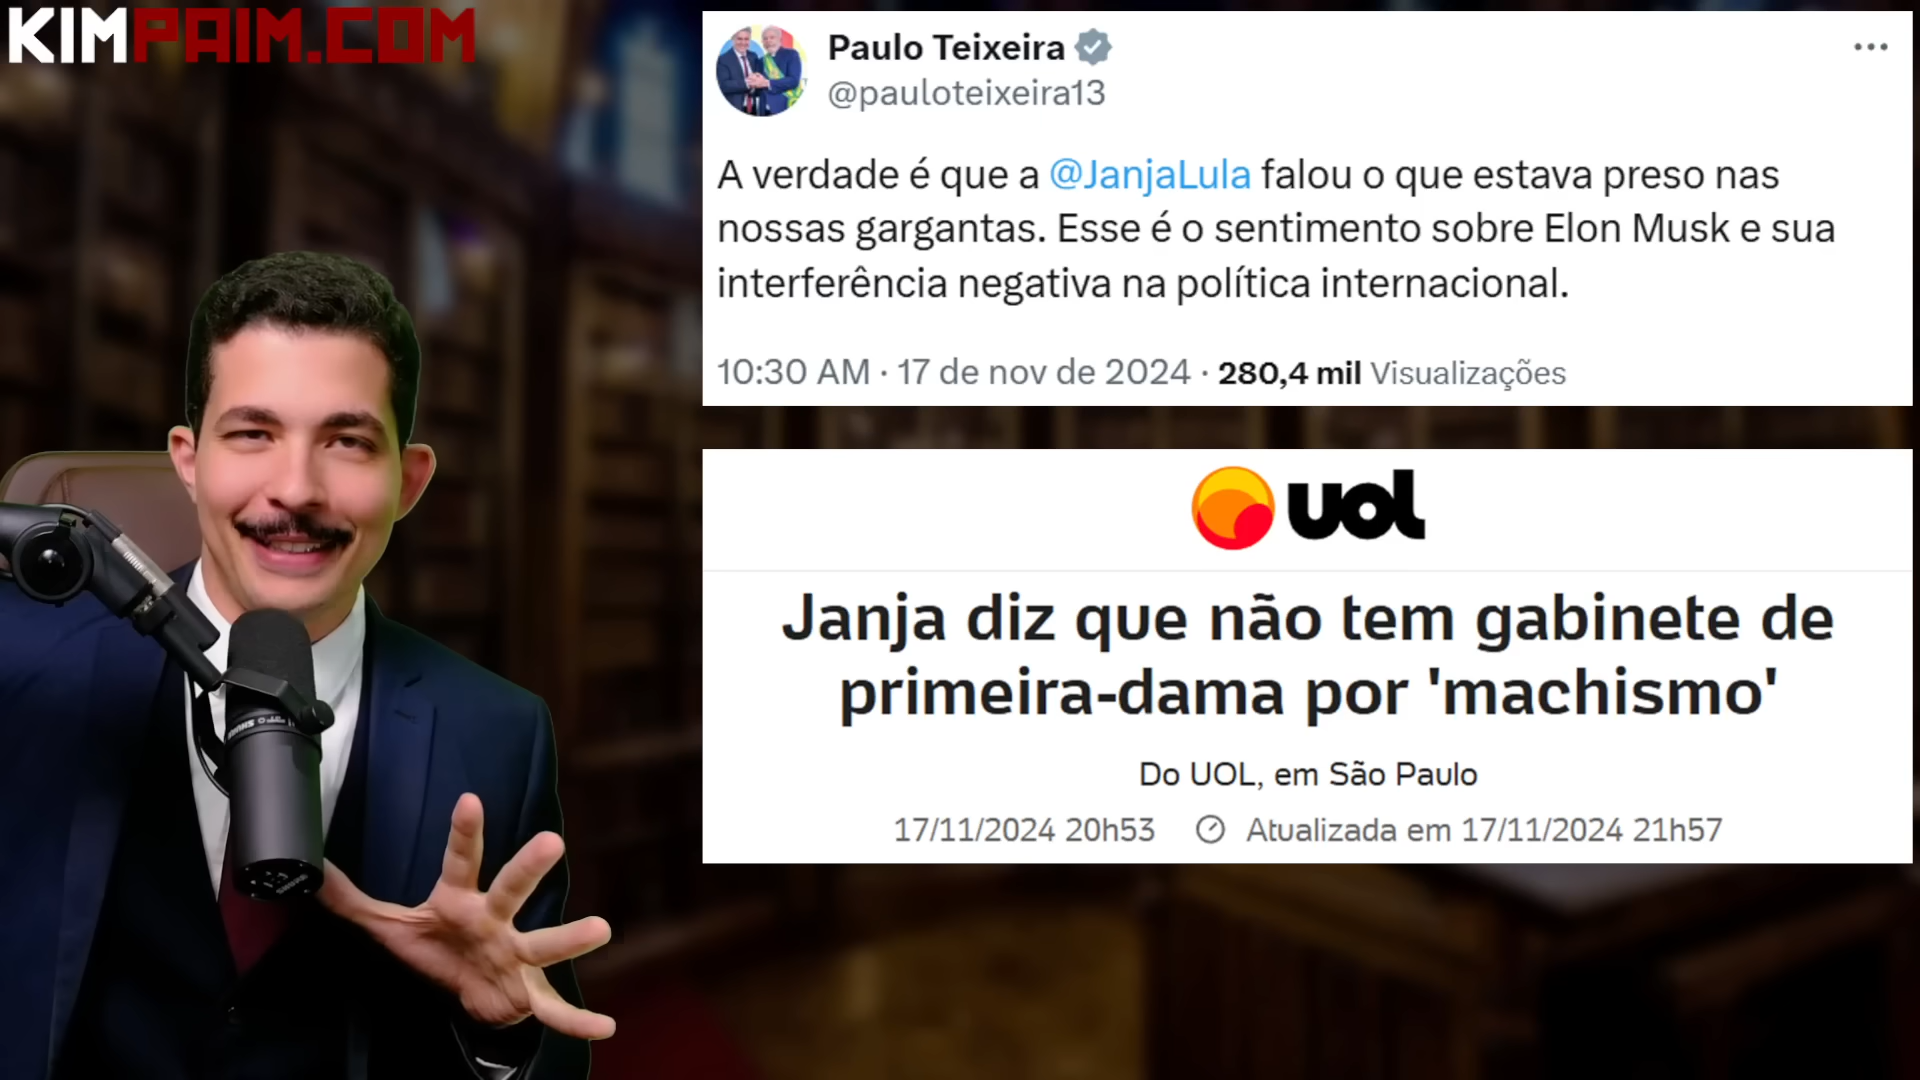 KIMPAIM.COM
Paulo Teixeira
@pauloteixeira13
A verdade é que a @JanjaLula falou o que estava preso nas
nossas gargantas. Esse é o sentimento sobre Elon Musk e sua
interferência negativa na política internacional.
10:30 AM · 17 de nov de 2024 · 280,4 mil Visualizações
uol
Janja diz que não tem gabinete de
primeira-dama por 'machismo'
Do UOL, em São Paulo
17/11/2024 20h53 Atualizada em 17/11/2024 21h57